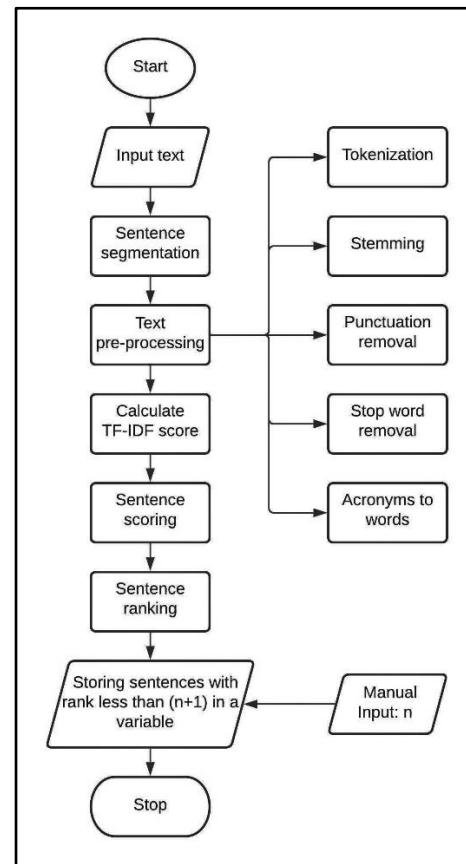 Start
Input text
Sentence
segmentation
Text
pre-processing
Calculate
TF-IDF score
Sentence
scoring
Sentence
ranking
Storing sentences with
rank less than (n+1) in a
variable
Stop
Tokenization
Stemming
Punctuation
removal
Stop word
removal
Acronyms to
words
Manual
Input: n